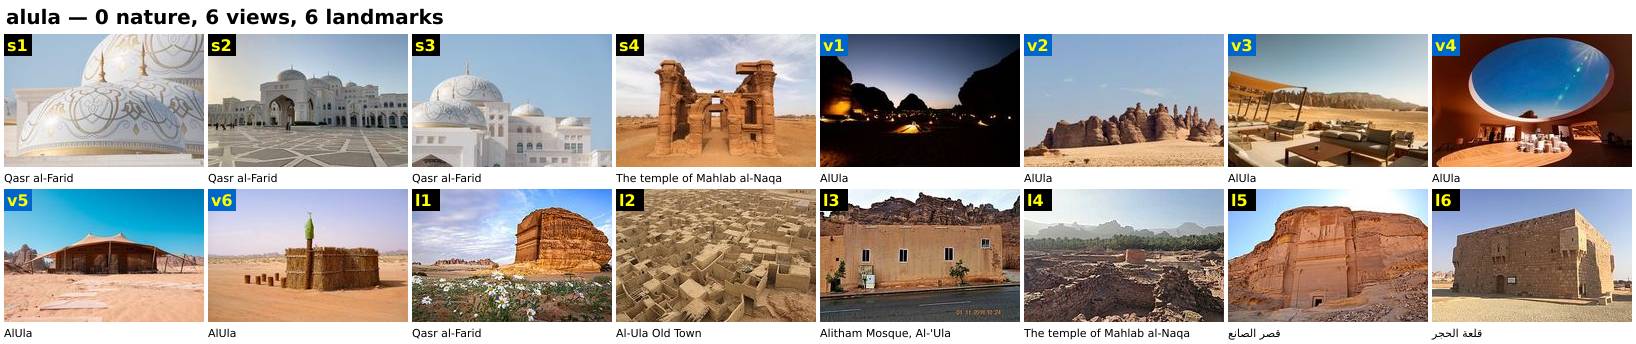 alula — 0 nature, 6 views, 6 landmarks
s1
s2
s3
s4
v1
v2
v3
v4
Qasr al-Farid
Qasr al-Farid
Qasr al-Farid
The temple of Mahlab al-Naqa
AlUla
AlUla
AlUla
AlUla
v5
v6
l1
l2
l3
l4
l5
l6
AlUla
AlUla
Qasr al-Farid
Al-Ula Old Town
Alitham Mosque, Al-'Ula
The temple of Mahlab al-Naqa
قصر الصانع
قلعة الحجر